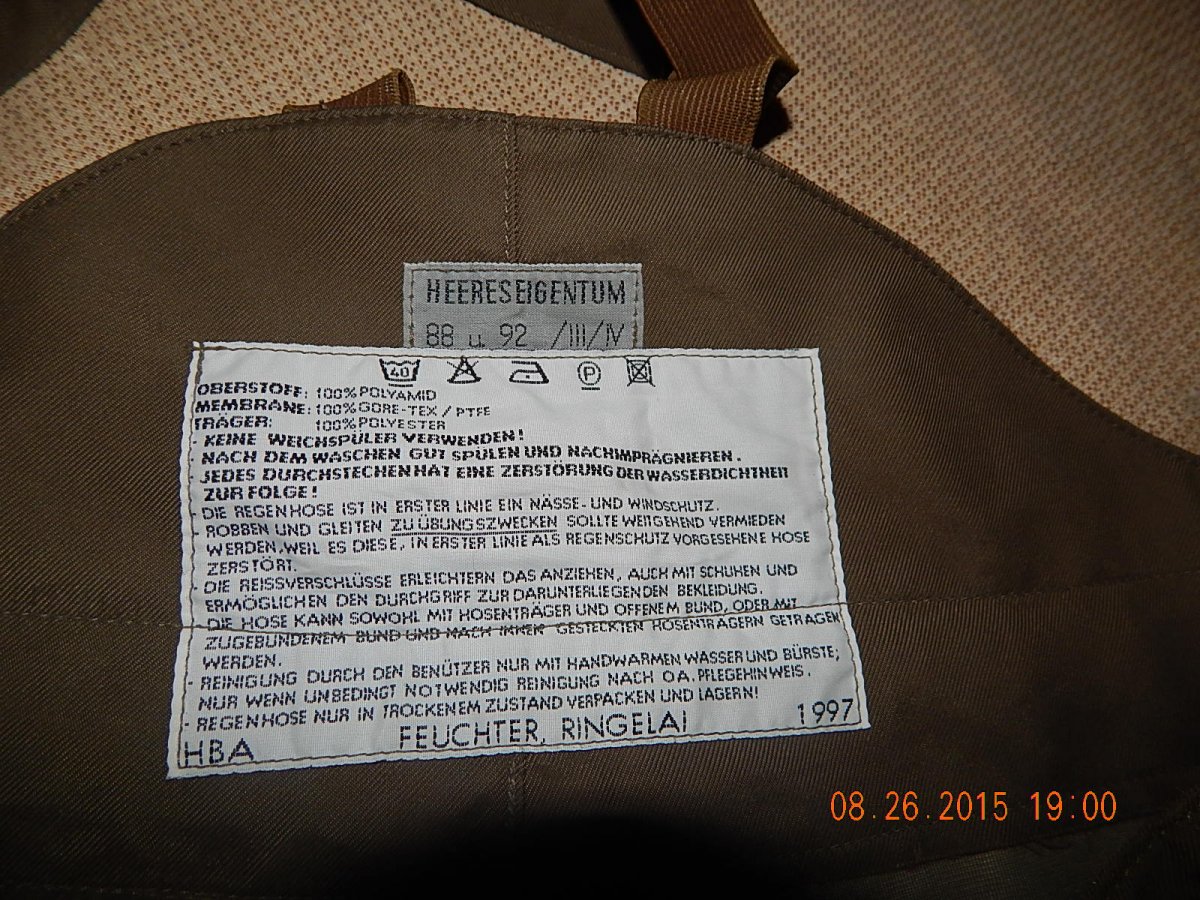 HEERESEIGENTUM
88 u. 92 /III/IV
40 P
OBERSTOFF: 100% POLYAMID
MEMBRANE: 100% GORE-TEX / PTFE
TRÄGER: 100% POLYESTER
- KEINE WEICHSPÜLER VERWENDEN!
- NACH DEM WASCHEN GUT SPÜLEN UND NACHIMPRÄGNIEREN.
- JEDES DURCHSTECHEN HAT EINE ZERSTÖRUNG DER WASSERDICHTHEIT
ZUR FOLGE!
- DIE REGENHOSE IST IN ERSTER LINIE EIN NÄSSE- UND WINDSCHUTZ.
- ROBBEN UND GLEITEN ZU ÜBUNGSZWECKEN SOLLTE WEITGEHEND VERMIEDEN
WERDEN, WEIL ES DIESE, IN ERSTER LINIE ALS REGENSCHUTZ VORGESEHENE HOSE
ZERSTÖRT.
- DIE REISSVERSCHLÜSSE ERLEICHTERN DAS ANZIEHEN, AUCH MIT SCHUHEN UND
ERMÖGLICHEN DEN DURCHGRIFF ZUR DARUNTERLIEGENDEN BEKLEIDUNG.
- DIE HOSE KANN SOWOHL MIT HOSENTRÄGER UND OFFENEM BUND, ODER MIT
ZUGEBUNDENEM BUND UND NACH INNEN GESTECKTEN HOSENTRÄGERN GETRAGEN
WERDEN.
- REINIGUNG DURCH DEN BENÜTZER NUR MIT HANDWARMEN WASSER UND BÜRSTE;
NUR WENN UNBEDINGT NOTWENDIG REINIGUNG NACH O.A. PFLEGEHINWEIS.
- REGENHOSE NUR IN TROCKENEM ZUSTAND VERPACKEN UND LAGERN!
HBA FEUCHTER, RINGELAI 1997
08.26.2015 19:00